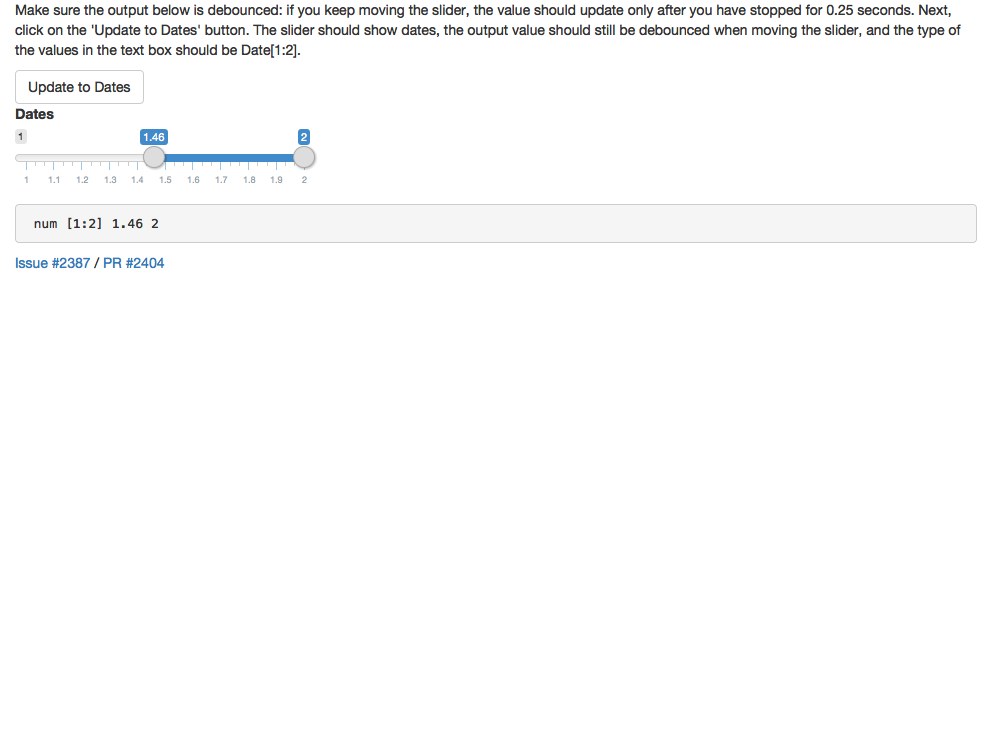 Make sure the output below is debounced: if you keep moving the slider, the value should update only after you have stopped for 0.25 seconds. Next,
click on the 'Update to Dates' button. The slider should show dates, the output value should still be debounced when moving the slider, and the type of
the values in the text box should be Date[1:2].
Update to Dates
Dates
1 1.46 2
1 1.1 1.2 1.3 1.4 1.5 1.6 1.7 1.8 1.9 2
num [1:2] 1.46 2
Issue #2387 / PR #2404